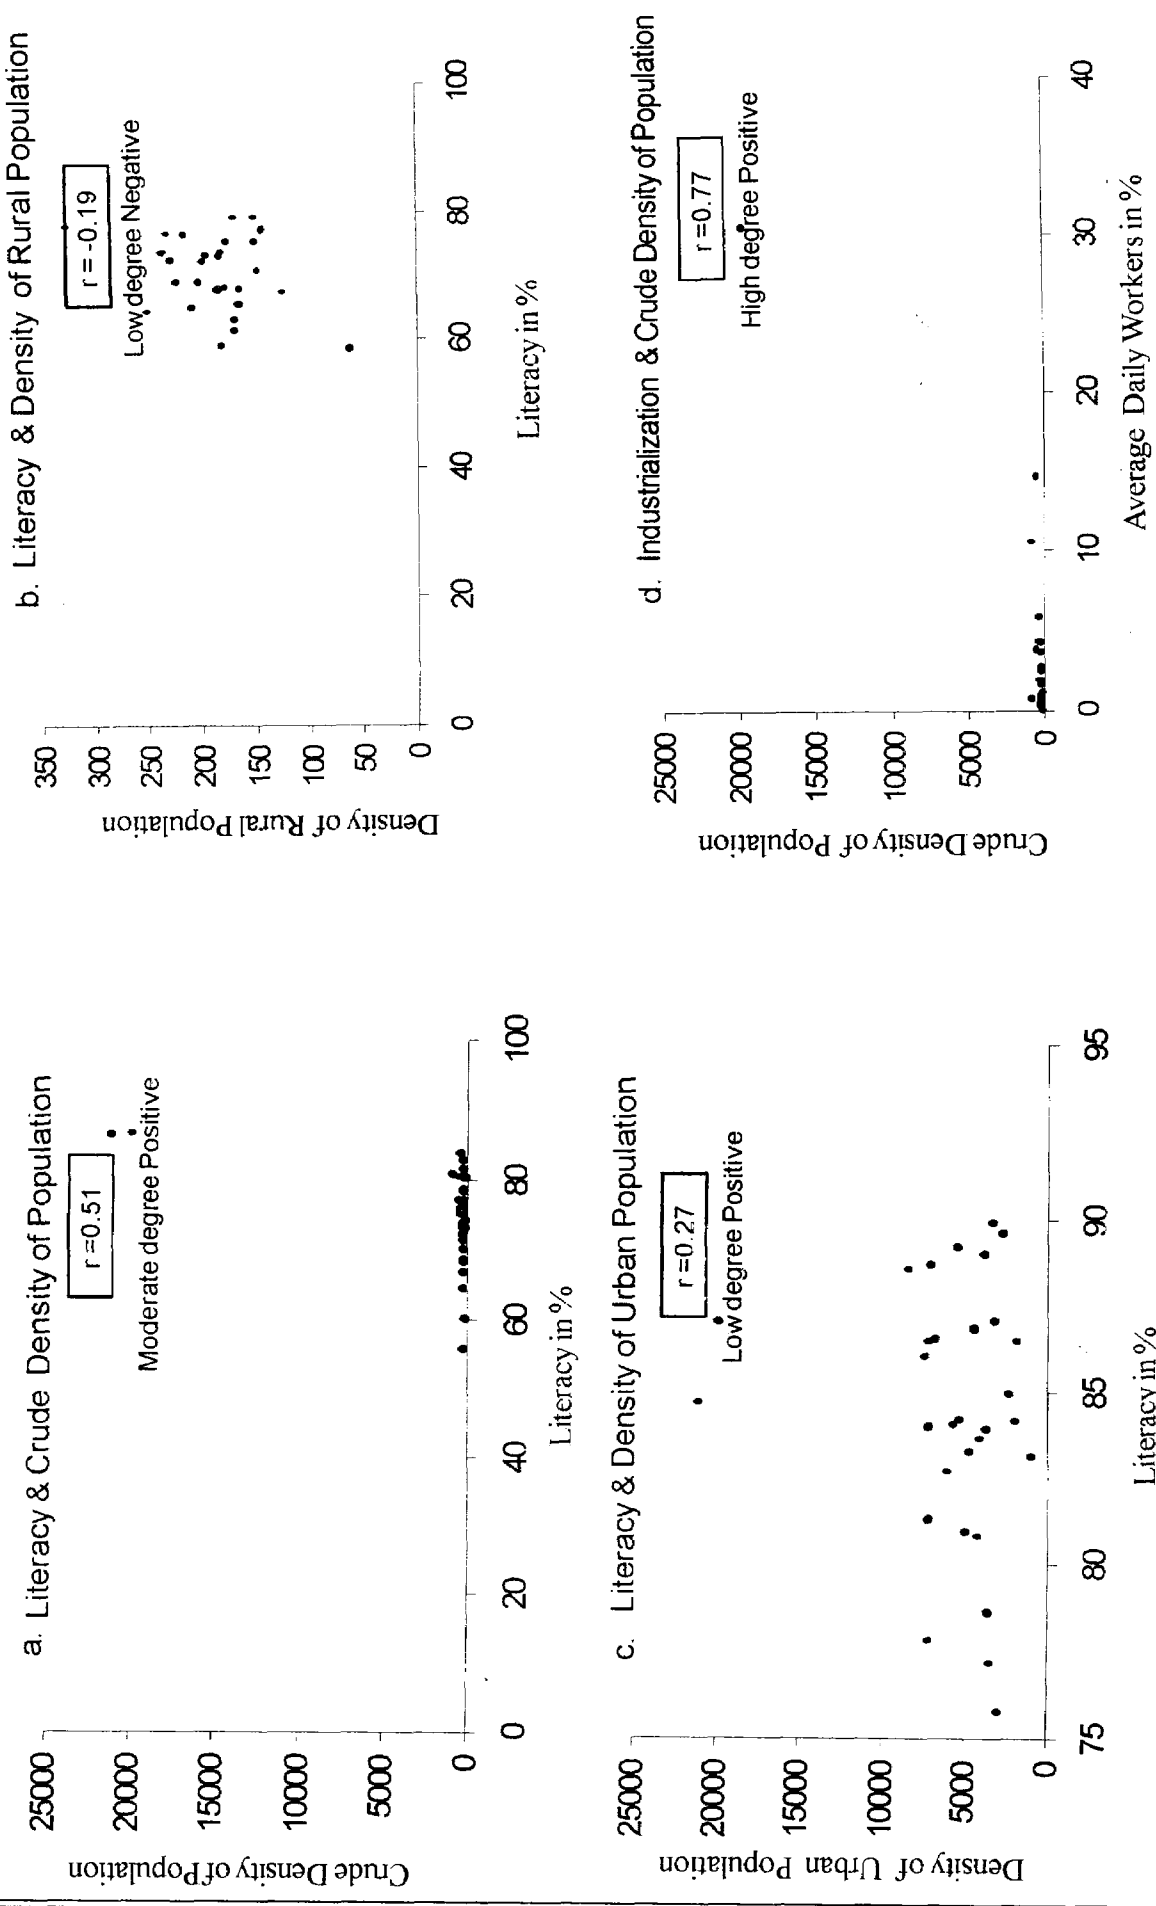 a. Literacy & Crude Density of Population
r =0.51
Moderate degree Positive
Crude Density of Population
25000
20000
15000
10000
5000
0
0
20
40
60
80
100
Literacy in %
b. Literacy & Density of Rural Population
r = -0.19
Low degree Negative
Density of Rural Population
350
300
250
200
150
100
50
0
0
20
40
60
80
100
Literacy in %
c. Literacy & Density of Urban Population
r =0.27
Low degree Positive
Density of Urban Population
25000
20000
15000
10000
5000
0
75
80
85
90
95
Literacy in %
d. Industrialization & Crude Density of Population
r=0.77
High degree Positive
Crude Density of Population
25000
20000
15000
10000
5000
0
0
10
20
30
40
Average Daily Workers in %